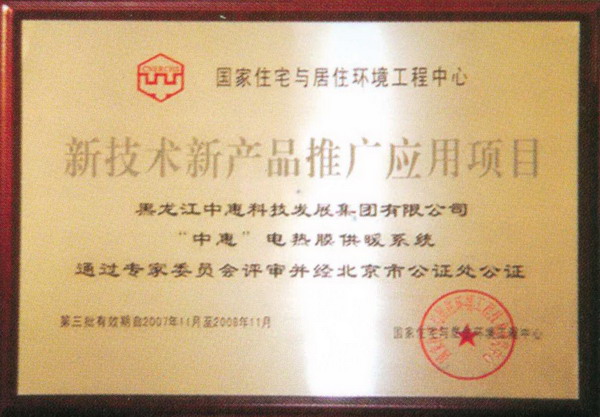 国家住宅与居住环境工程中心
新技术新产品推广应用项目
黑龙江中惠科技发展集团有限公司
“中惠”电热膜供暖系统
通过专家委员会评审并经北京市公证处公证
第三批有效期自2007年11月至2008年11月
国家住宅与居住环境工程中心